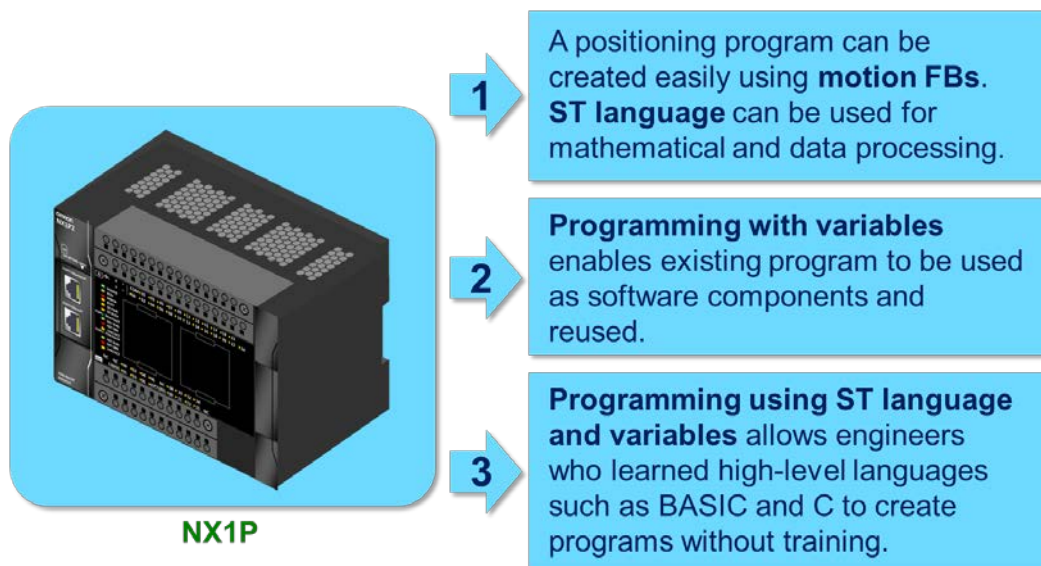 1
A positioning program can be
created easily using motion FBs.
ST language can be used for
mathematical and data processing.
OMRON
NX1P2
2
Programming with variables
enables existing program to be used
as software components and
reused.
3
Programming using ST language
and variables allows engineers
who learned high-level languages
such as BASIC and C to create
programs without training.
NX1P